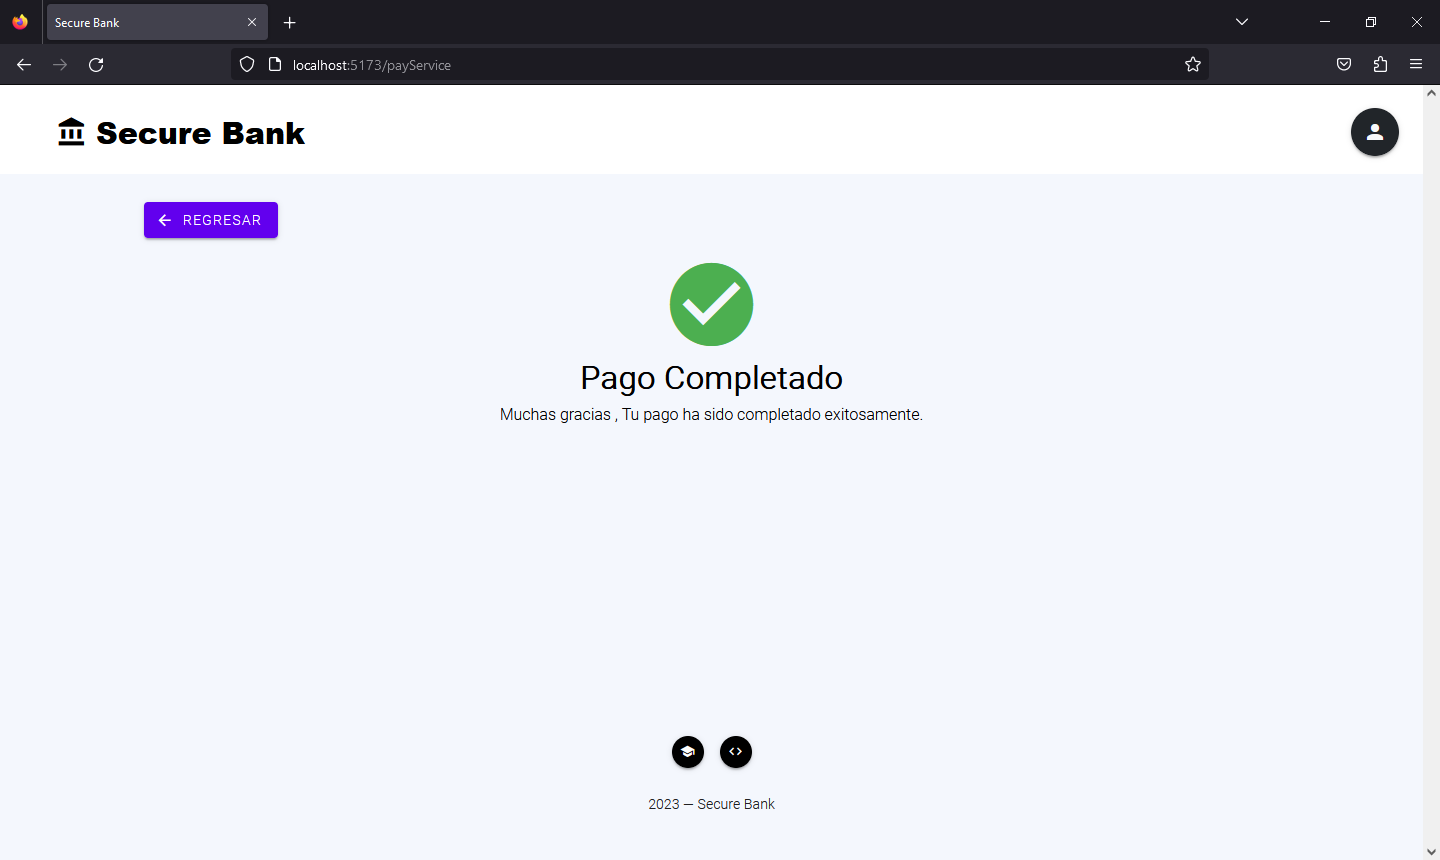 Secure Bank
localhost:5173/payService
Secure Bank
REGRESAR
Pago Completado
Muchas gracias , Tu pago ha sido completado exitosamente.
2023 — Secure Bank